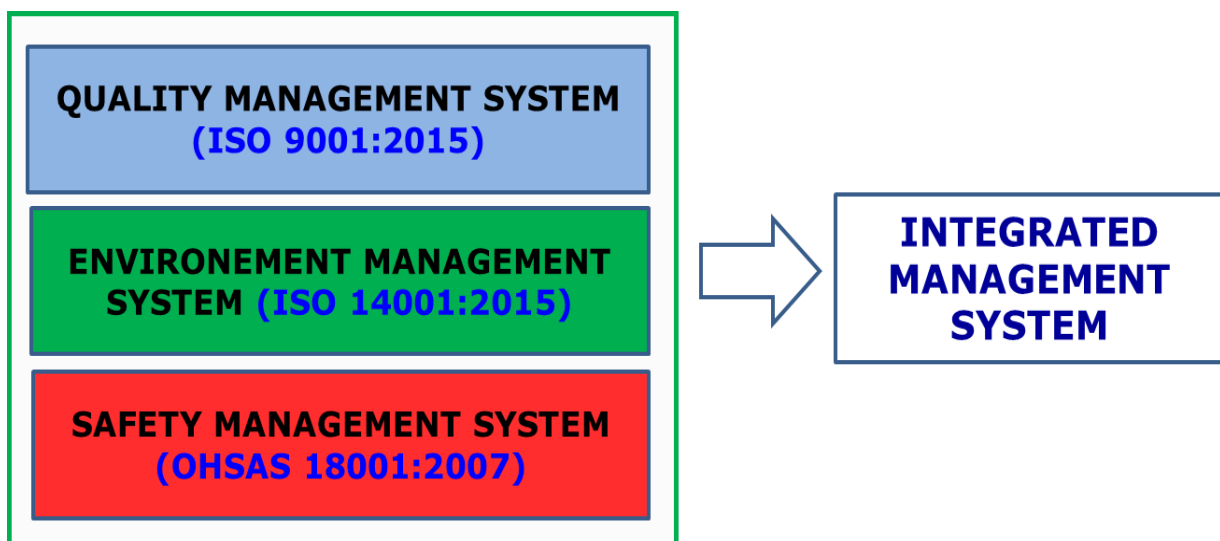 QUALITY MANAGEMENT SYSTEM
(ISO 9001:2015)
ENVIRONEMENT MANAGEMENT
SYSTEM (ISO 14001:2015)
SAFETY MANAGEMENT SYSTEM
(OHSAS 18001:2007)
INTEGRATED
MANAGEMENT
SYSTEM